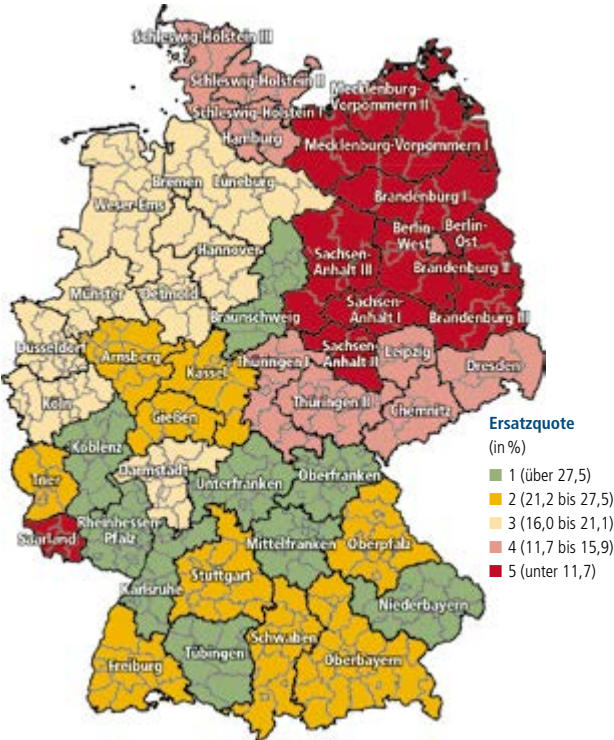 Schleswig-Holstein III
Schleswig-Holstein II
Schleswig-Holstein I
Hamburg
Mecklenburg-
Vorpommern II
Mecklenburg-Vorpommern I
Bremen
Lüneburg
Weser-Ems
Brandenburg I
Hannover
Berlin-
West
Berlin-
Ost
Sachsen-
Anhalt III
Brandenburg II
Münster
Detmold
Braunschweig
Sachsen-
Anhalt I
Brandenburg III
Düsseldorf
Arnsberg
Kassel
Thüringen I
Sachsen-
Anhalt II
Leipzig
Dresden
Köln
Gießen
Thüringen II
Chemnitz
Koblenz
Trier
Darmstadt
Unterfranken
Oberfranken
Saarland
Rheinhessen-
Pfalz
Mittelfranken
Oberpfalz
Karlsruhe
Stuttgart
Niederbayern
Freiburg
Tübingen
Schwaben
Oberbayern
Ersatzquote
(in %)
1 (über 27,5)
2 (21,2 bis 27,5)
3 (16,0 bis 21,1)
4 (11,7 bis 15,9)
5 (unter 11,7)